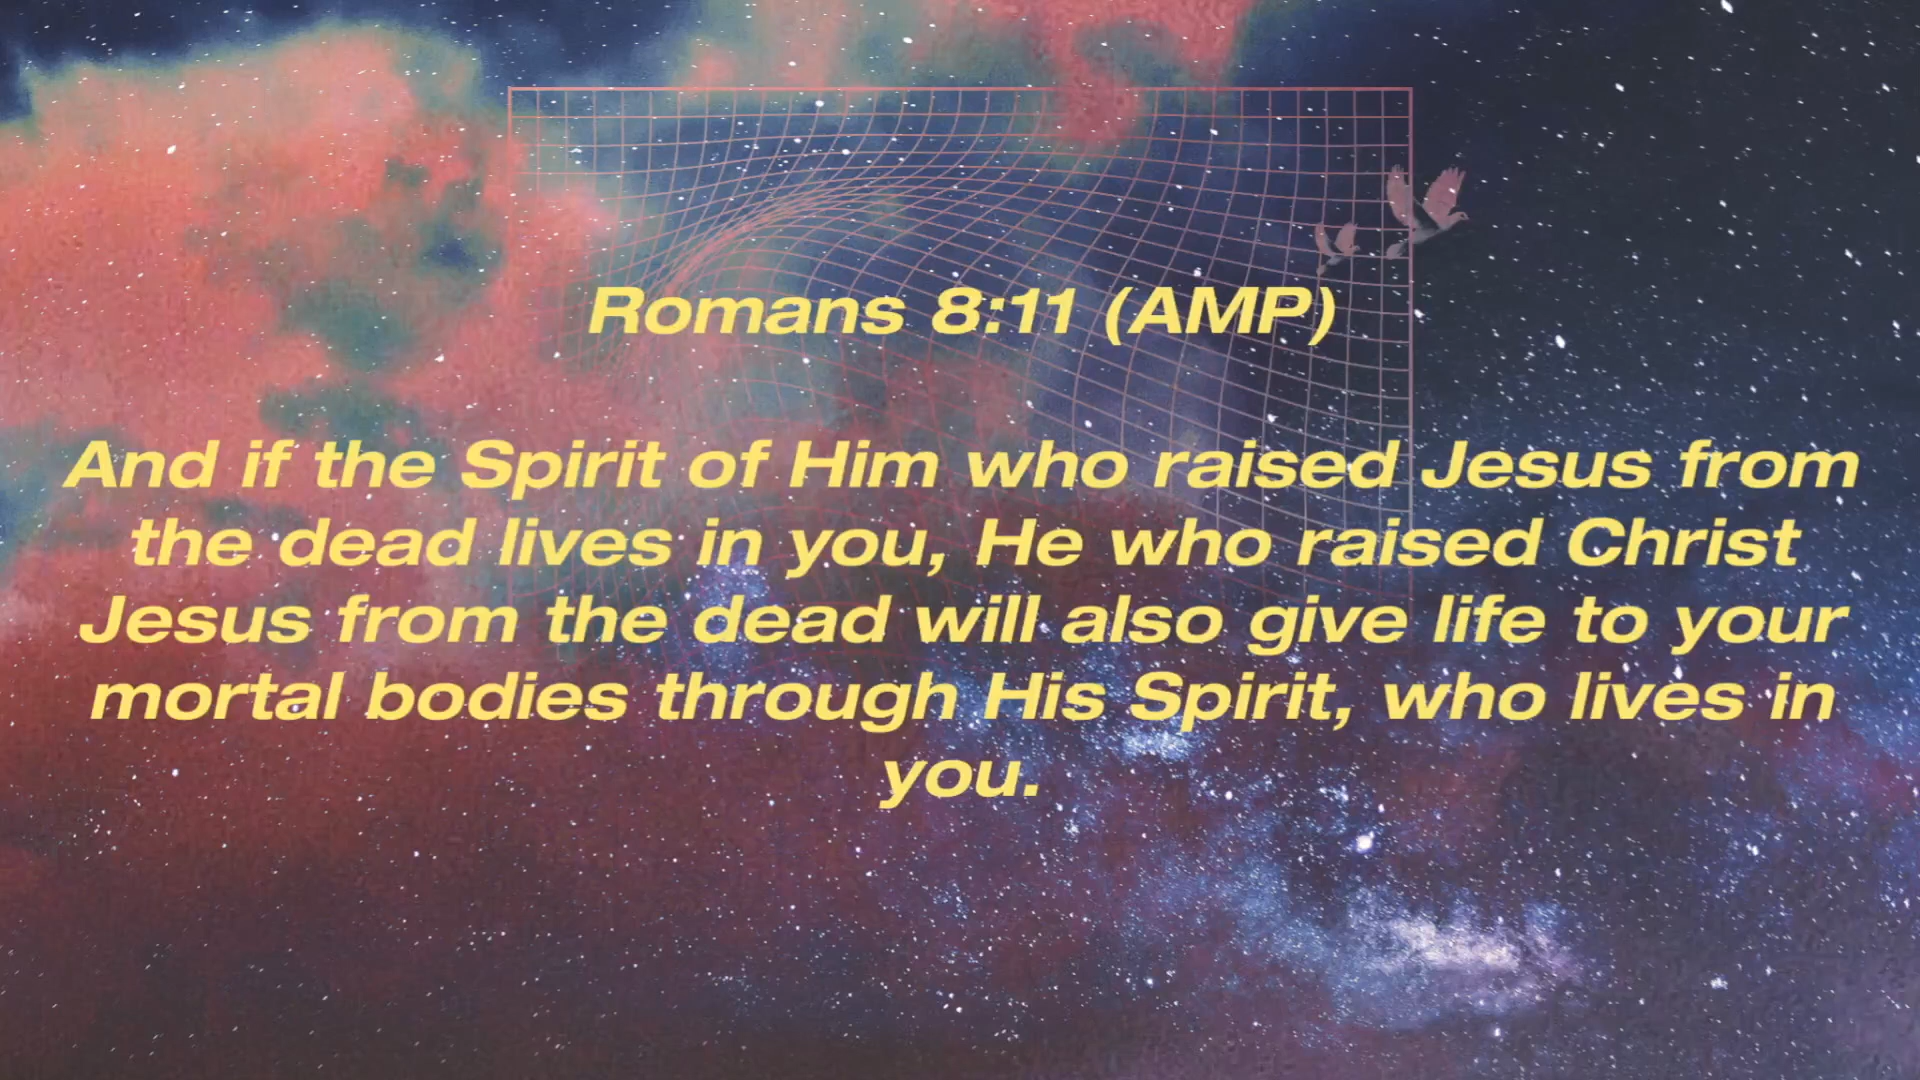 Romans 8:11 (AMP)
And if the Spirit of Him who raised Jesus from
the dead lives in you, He who raised Christ
Jesus from the dead will also give life to your
mortal bodies through His Spirit, who lives in
you.